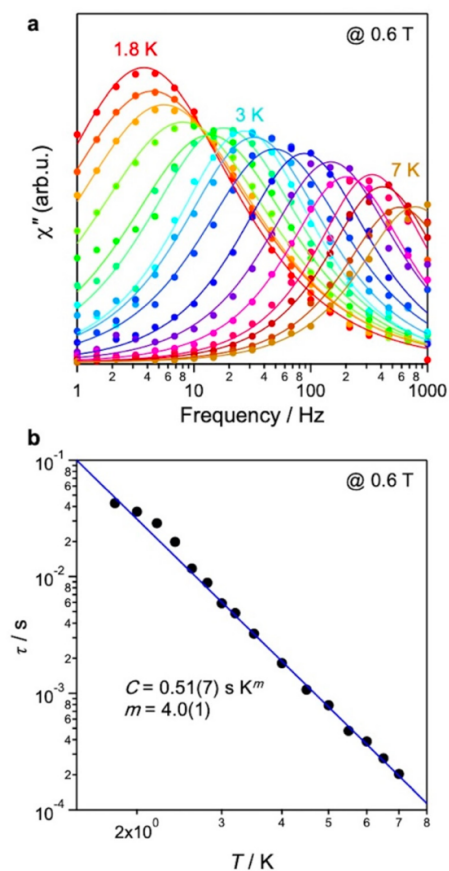 a
@ 0.6 T
1.8 K
3 K
7 K
χ″ (arb.u.)
1 2 4 6 8 10 2 4 6 8 100 2 4 6 8 1000
Frequency / Hz
b
@ 0.6 T
10⁻¹
8
6
4
2
10⁻²
8
6
4
2
10⁻³
8
6
4
2
10⁻⁴
τ / s
C = 0.51(7) s Kᵐ
m = 4.0(1)
2x10⁰ 3 4 5 6 7 8
T / K